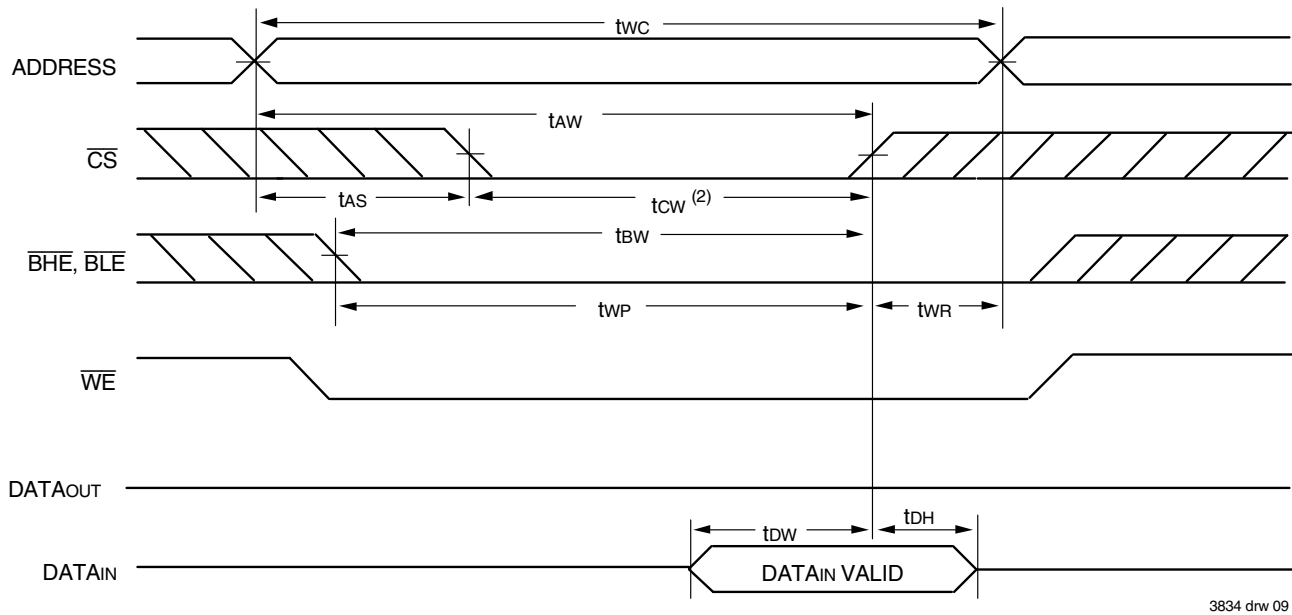 tWC
ADDRESS
tAW
CS
tAS
tCW (2)
tBW
BHE, BLE
tWP
tWR
WE
DATAOUT
tDW
tDH
DATAIN
DATAIN VALID
3834 drw 09